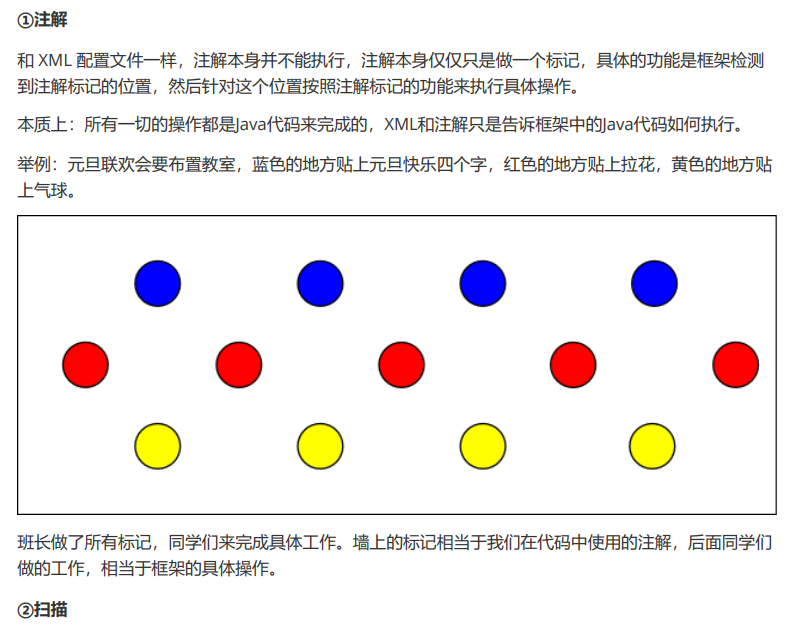 ①注解
和 XML 配置文件一样，注解本身并不能执行，注解本身仅仅只是做一个标记，具体的功能是框架检测
到注解标记的位置，然后针对这个位置按照注解标记的功能来执行具体操作。
本质上：所有一切的操作都是Java代码来完成的，XML和注解只是告诉框架中的Java代码如何执行。
举例：元旦联欢会要布置教室，蓝色的地方贴上元旦快乐四个字，红色的地方贴上拉花，黄色的地方贴
上气球。
班长做了所有标记，同学们来完成具体工作。墙上的标记相当于我们在代码中使用的注解，后面同学们
做的工作，相当于框架的具体操作。
②扫描